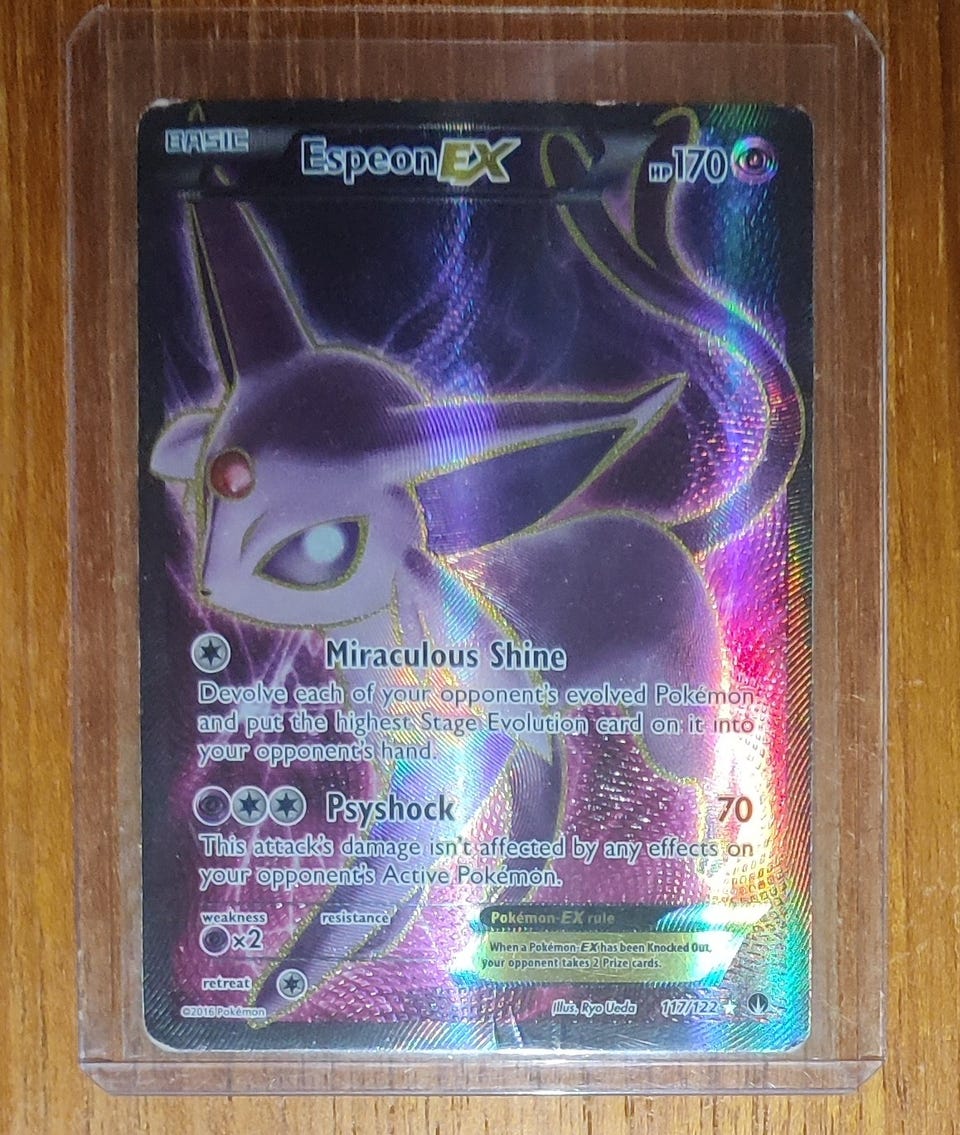 BASIC
EspeonEX
HP170
Miraculous Shine
Devolve each of your opponent's evolved Pokémon
and put the highest Stage Evolution card on it into
your opponent's hand.
Psyshock 70
This attack's damage isn't affected by any effects on
your opponent's Active Pokémon.
weakness resistance
×2
retreat
Pokémon-EX rule
When a Pokémon-EX has been Knocked Out,
your opponent takes 2 Prize cards.
©2016 Pokémon
Illus. Ryo Ueda 117/122